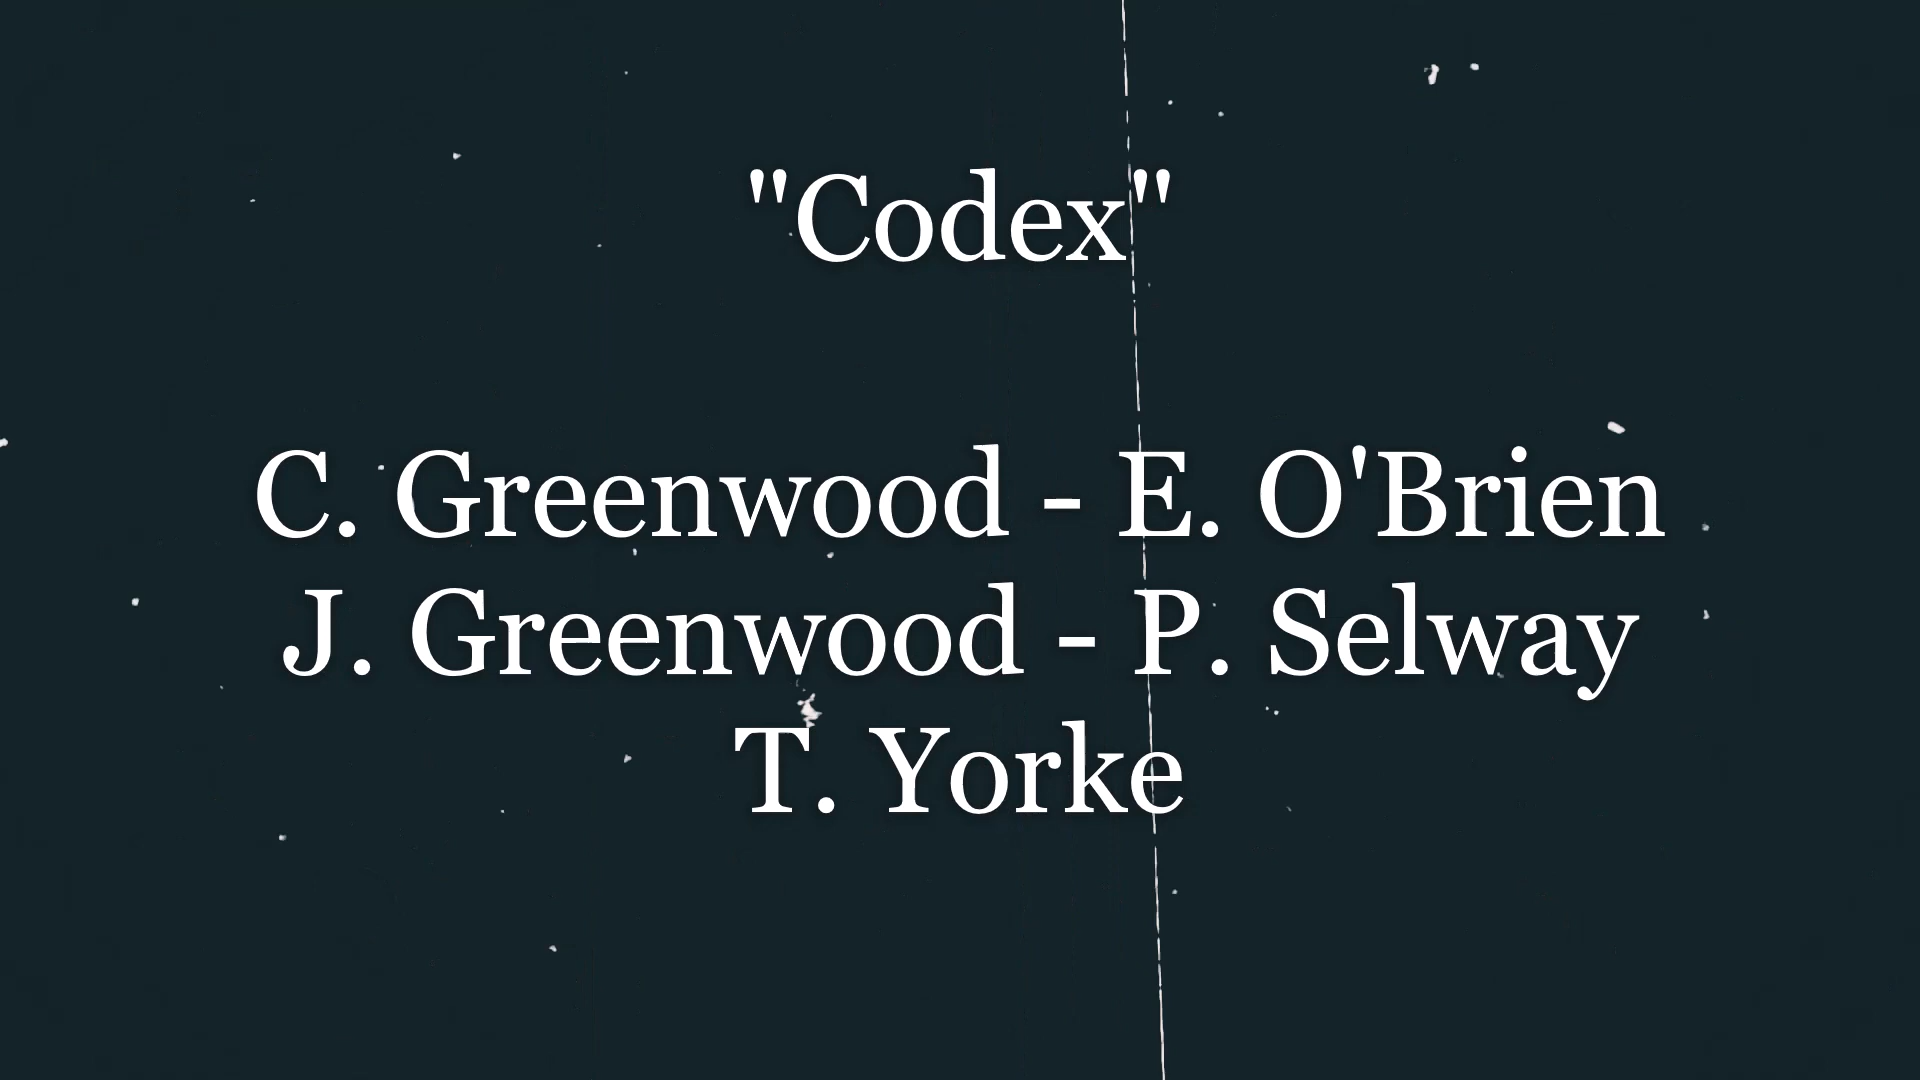 "Codex"
C. Greenwood - E. O'Brien
J. Greenwood - P. Selway
T. Yorke